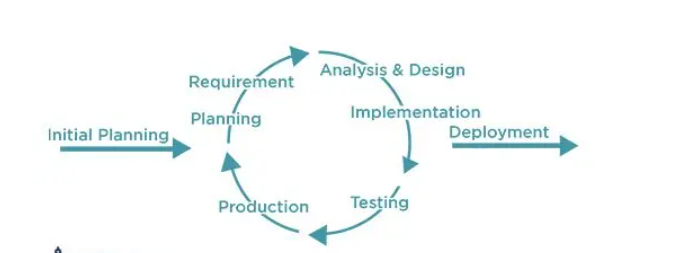 Requirement
Analysis & Design
Planning
Implementation
Initial Planning
Deployment
Production
Testing